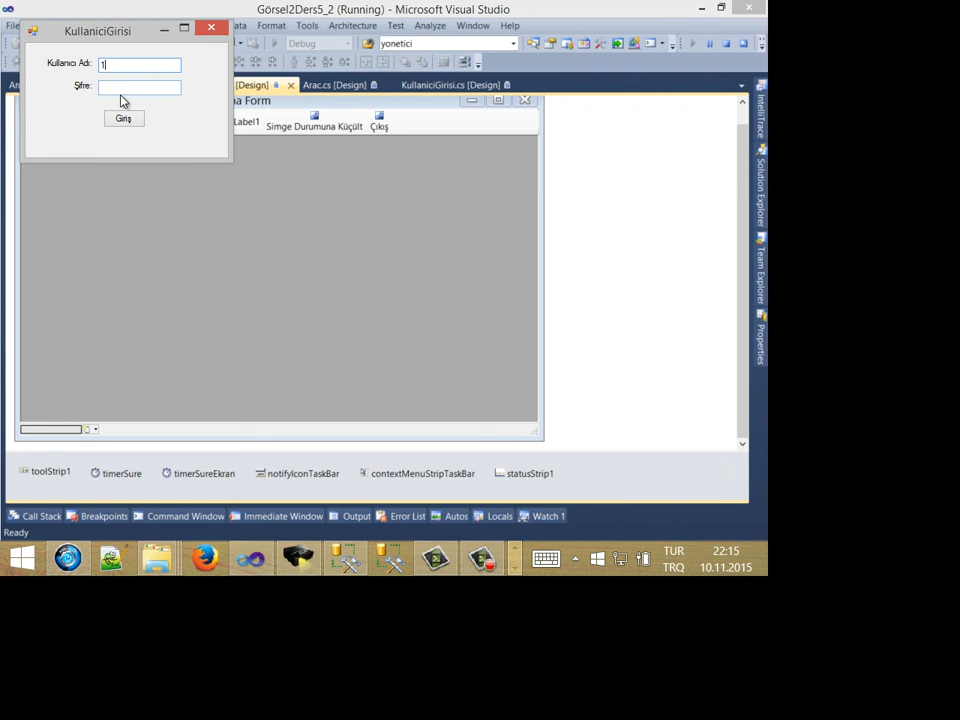 Görsel2Ders5_2 (Running) - Microsoft Visual Studio
Architecture Test Analyze Window Help
Format Tools
KullaniciGirisi
Debug
yonetici
Kullanıcı Adı: 1
Şifre:
Giriş
[Design]
Arac.cs [Design]
KullaniciGirisi.cs [Design]
Form
Label1
Simge Durumuna Küçült
Çıkış
IntelliTrace
Solution Explorer
Team Explorer
Properties
toolStrip1
timerSure
timerSureEkran
notifyIconTaskBar
contextMenuStripTaskBar
statusStrip1
Call Stack
Breakpoints
Command Window
Immediate Window
Output
Error List
Autos
Locals
Watch 1
Ready
TUR
TRQ
22:15
10.11.2015